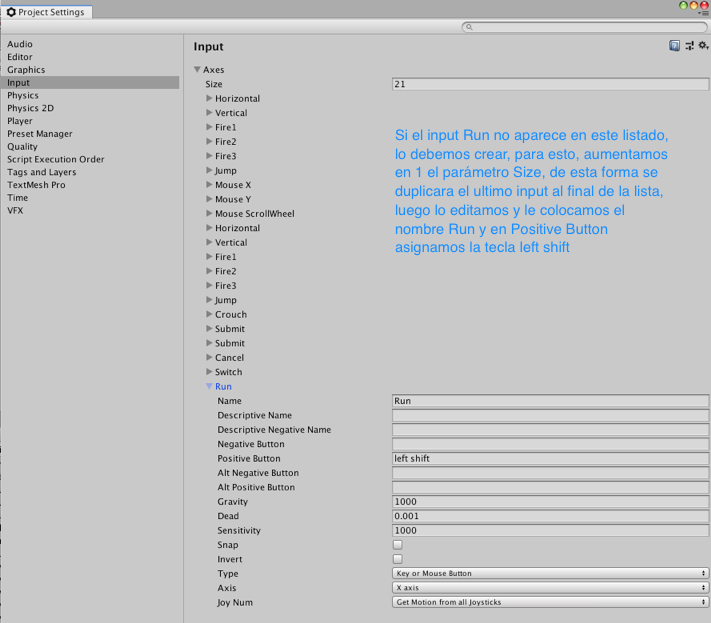 Project Settings
Audio
Editor
Graphics
Input
Physics
Physics 2D
Player
Preset Manager
Quality
Script Execution Order
Tags and Layers
TextMesh Pro
Time
VFX
Input
Axes
Size 21
Horizontal
Vertical
Fire1
Fire2
Fire3
Jump
Mouse X
Mouse Y
Mouse ScrollWheel
Horizontal
Vertical
Fire1
Fire2
Fire3
Jump
Crouch
Submit
Submit
Cancel
Switch
Run
Name Run
Descriptive Name
Descriptive Negative Name
Negative Button
Positive Button left shift
Alt Negative Button
Alt Positive Button
Gravity 1000
Dead 0.001
Sensitivity 1000
Snap
Invert
Type Key or Mouse Button
Axis X axis
Joy Num Get Motion from all Joysticks
Si el input Run no aparece en este listado,
lo debemos crear, para esto, aumentamos
en 1 el parámetro Size, de esta forma se
duplicara el ultimo input al final de la lista,
luego lo editamos y le colocamos el
nombre Run y en Positive Button
asignamos la tecla left shift